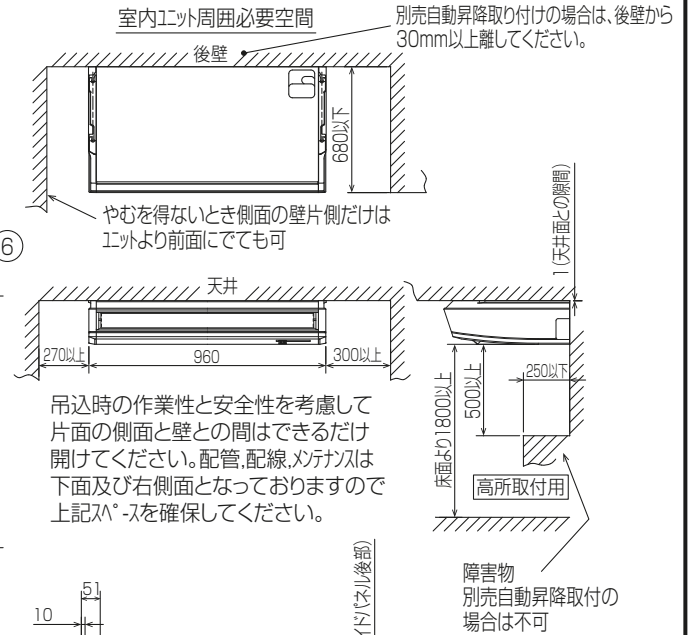 室内ユニット周囲必要空間
別売自動昇降取り付けの場合は、後壁から
30mm以上離してください。
後壁
680以下
やむを得ないとき側面の壁片側だけは
ユニットより前面にでても可
1(天井面との隙間)
6
天井
270以上
960
300以上
250以下
500以上
床面より1800以上
吊込時の作業性と安全性を考慮して
片面の側面と壁との間はできるだけ
開けてください。配管,配線,メンテナンスは
下面及び右側面となっておりますので
上記スペースを確保してください。
高所取付用
障害物
別売自動昇降取付の
場合は不可
51
10
イドパネル後部)